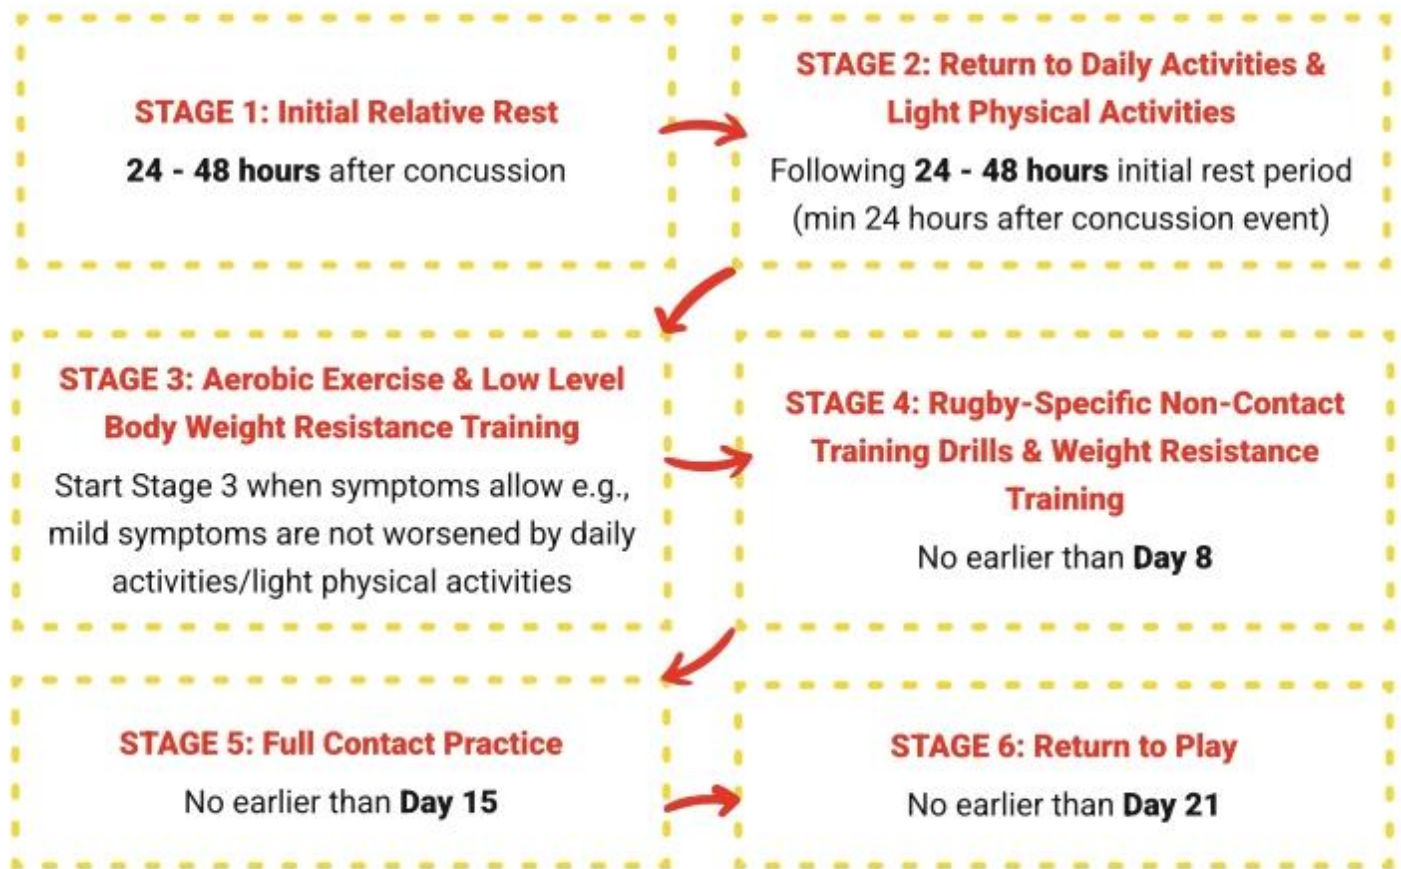 STAGE 1: Initial Relative Rest
24 - 48 hours after concussion
STAGE 2: Return to Daily Activities &
Light Physical Activities
Following 24 - 48 hours initial rest period
(min 24 hours after concussion event)
STAGE 3: Aerobic Exercise & Low Level
Body Weight Resistance Training
Start Stage 3 when symptoms allow e.g.,
mild symptoms are not worsened by daily
activities/light physical activities
STAGE 4: Rugby-Specific Non-Contact
Training Drills & Weight Resistance
Training
No earlier than Day 8
STAGE 5: Full Contact Practice
No earlier than Day 15
STAGE 6: Return to Play
No earlier than Day 21